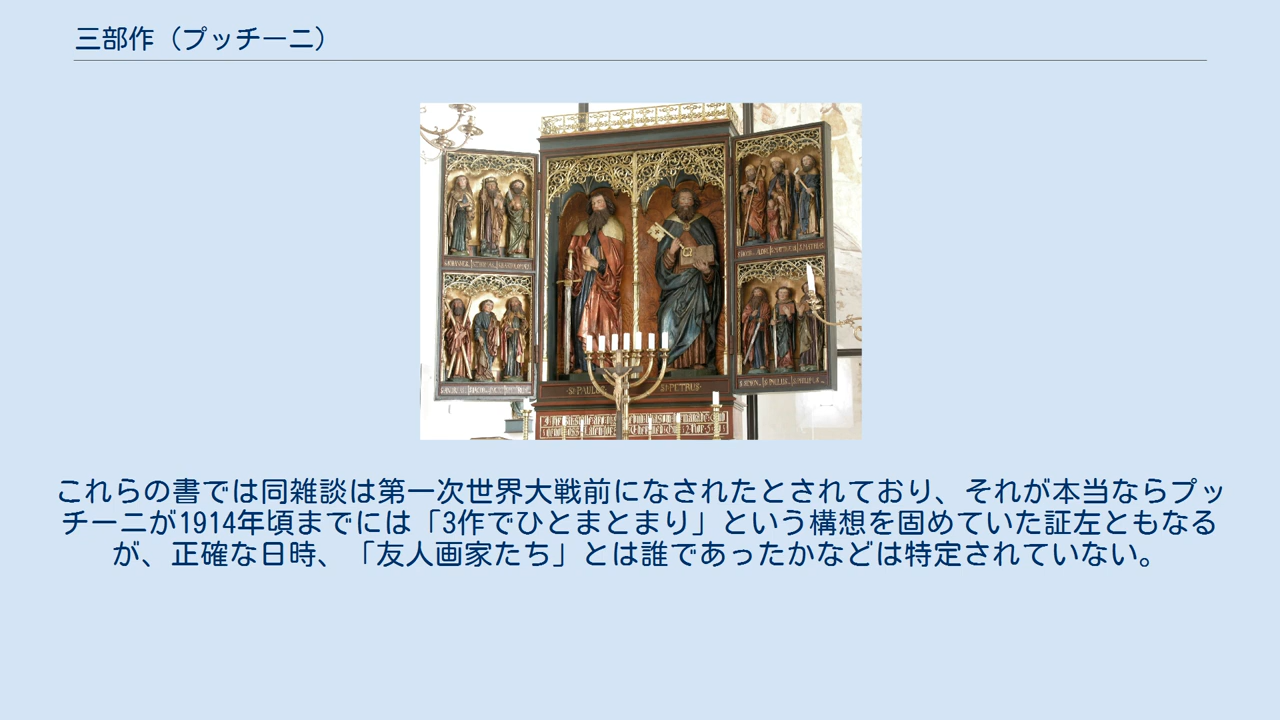 三部作（プッチーニ）
·S†·PAULUS·
·S†·PETRUS·
これらの書では同雑談は第一次世界大戦前になされたとされており、それが本当ならプッ
チーニが1914年頃までには「3作でひとまとまり」という構想を固めていた証左ともなる
が、正確な日時、「友人画家たち」とは誰であったかなどは特定されていない。